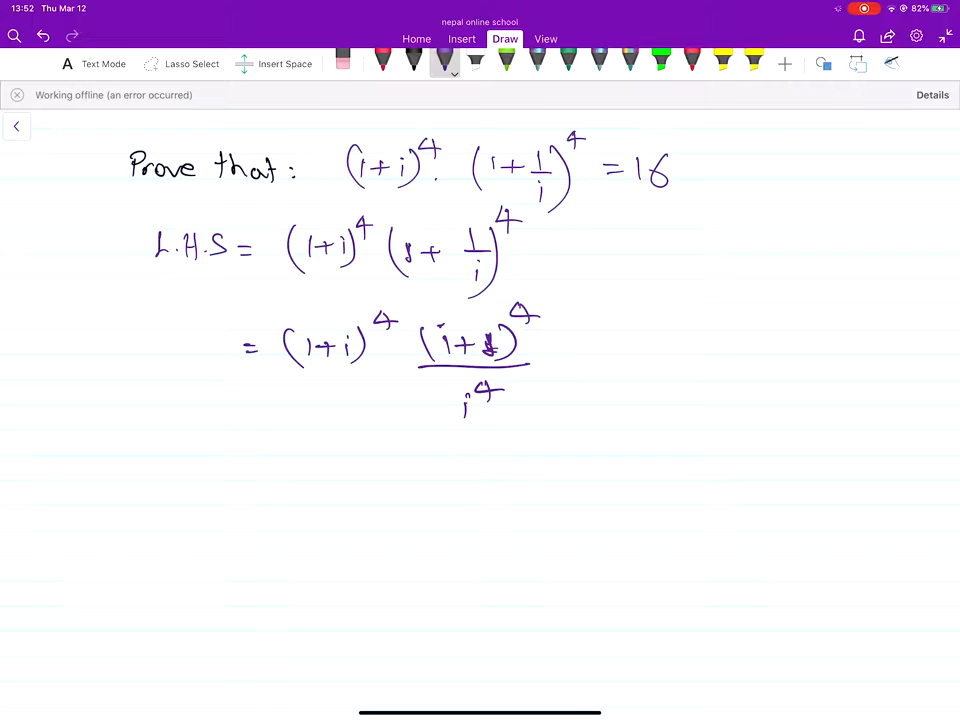 13:52 Thu Mar 12
82%
nepal online school
Home Insert Draw View
Text Mode Lasso Select Insert Space
Working offline (an error occurred) Details
Prove that: (1+i)^4 . (1+1/i)^4 = 16
L.H.S = (1+i)^4 (1+1/i)^4
= (1+i)^4 (i+1)^4/i^4